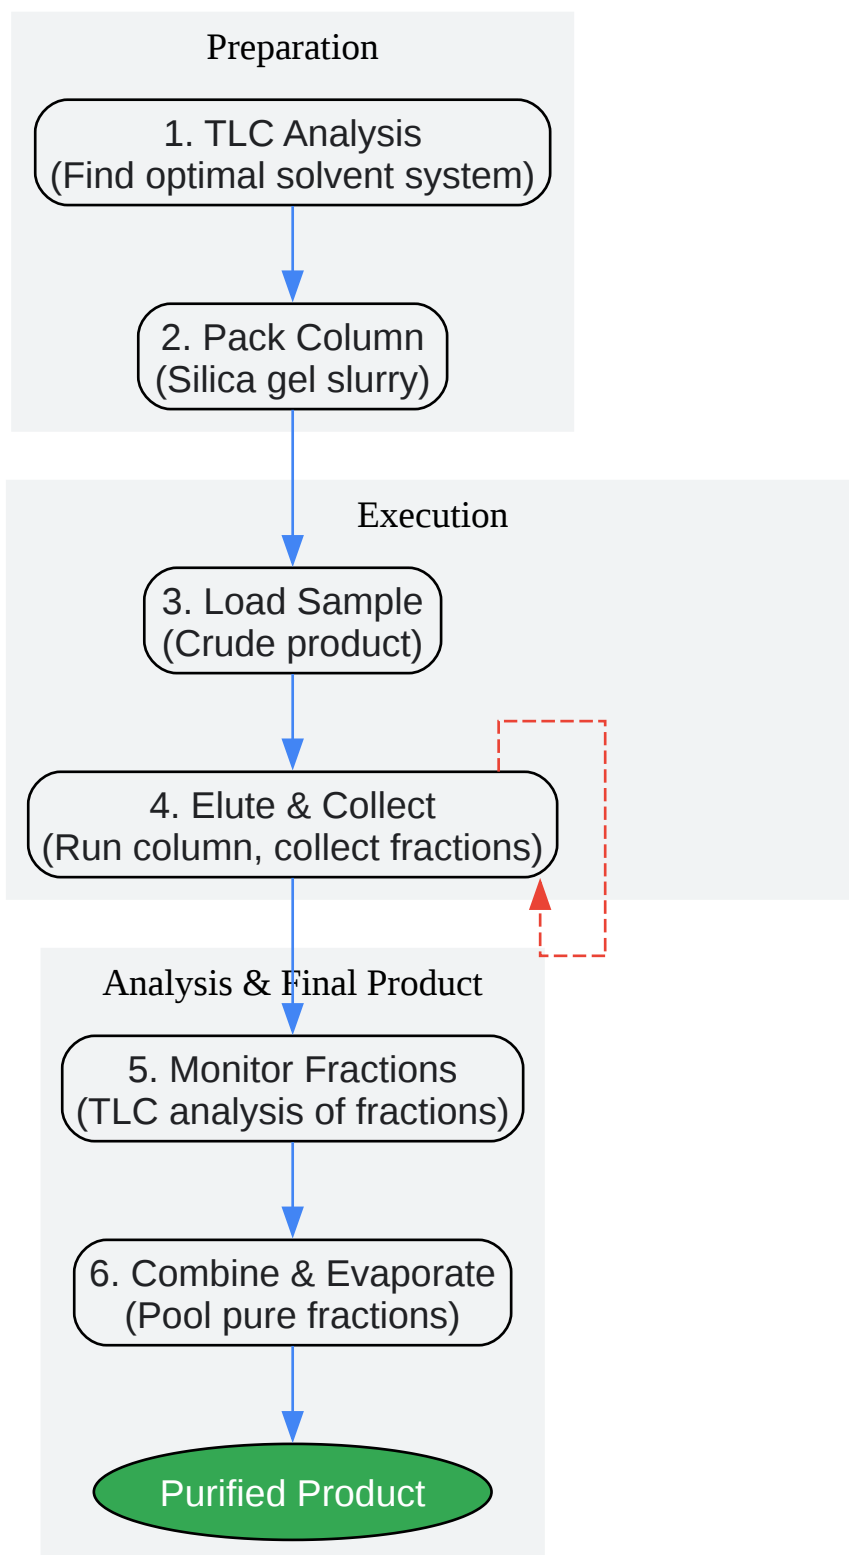 Preparation
1. TLC Analysis
(Find optimal solvent system)
2. Pack Column
(Silica gel slurry)
Execution
3. Load Sample
(Crude product)
4. Elute & Collect
(Run column, collect fractions)
Analysis & Final Product
5. Monitor Fractions
(TLC analysis of fractions)
6. Combine & Evaporate
(Pool pure fractions)
Purified Product